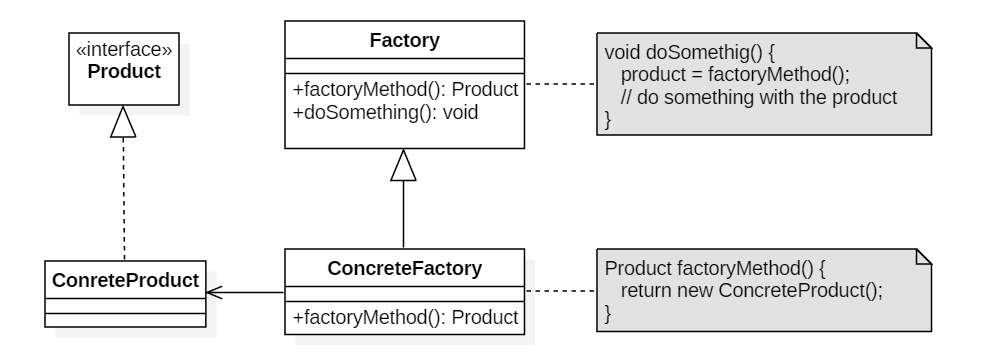 «interface»
Product
Factory
+factoryMethod(): Product
+doSomething(): void
void doSomethig() {
product = factoryMethod();
// do something with the product
}
ConreteProduct
ConcreteFactory
+factoryMethod(): Product
Product factoryMethod() {
return new ConcreteProduct();
}